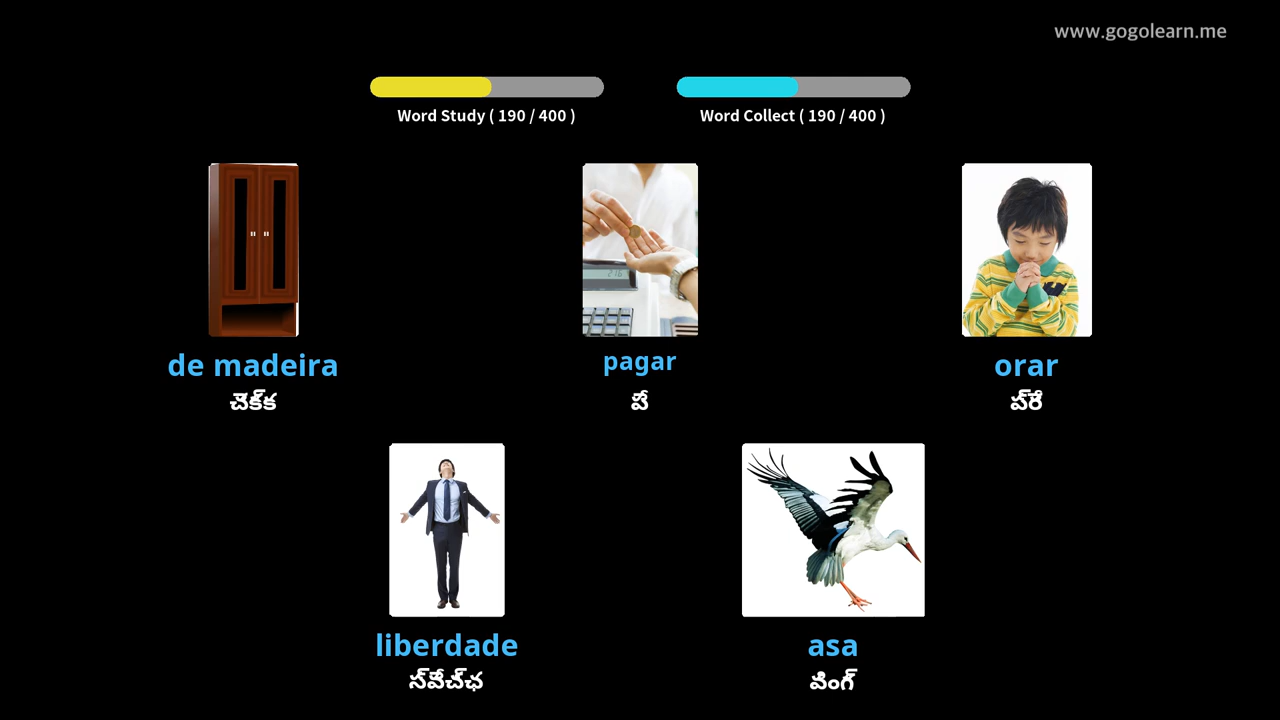 www.gogolearn.me
Word Study ( 190 / 400 )
Word Collect ( 190 / 400 )
de madeira
చెక్క
pagar
పే
orar
ప్రే
liberdade
స్వేచ్ఛ
asa
వింగ్